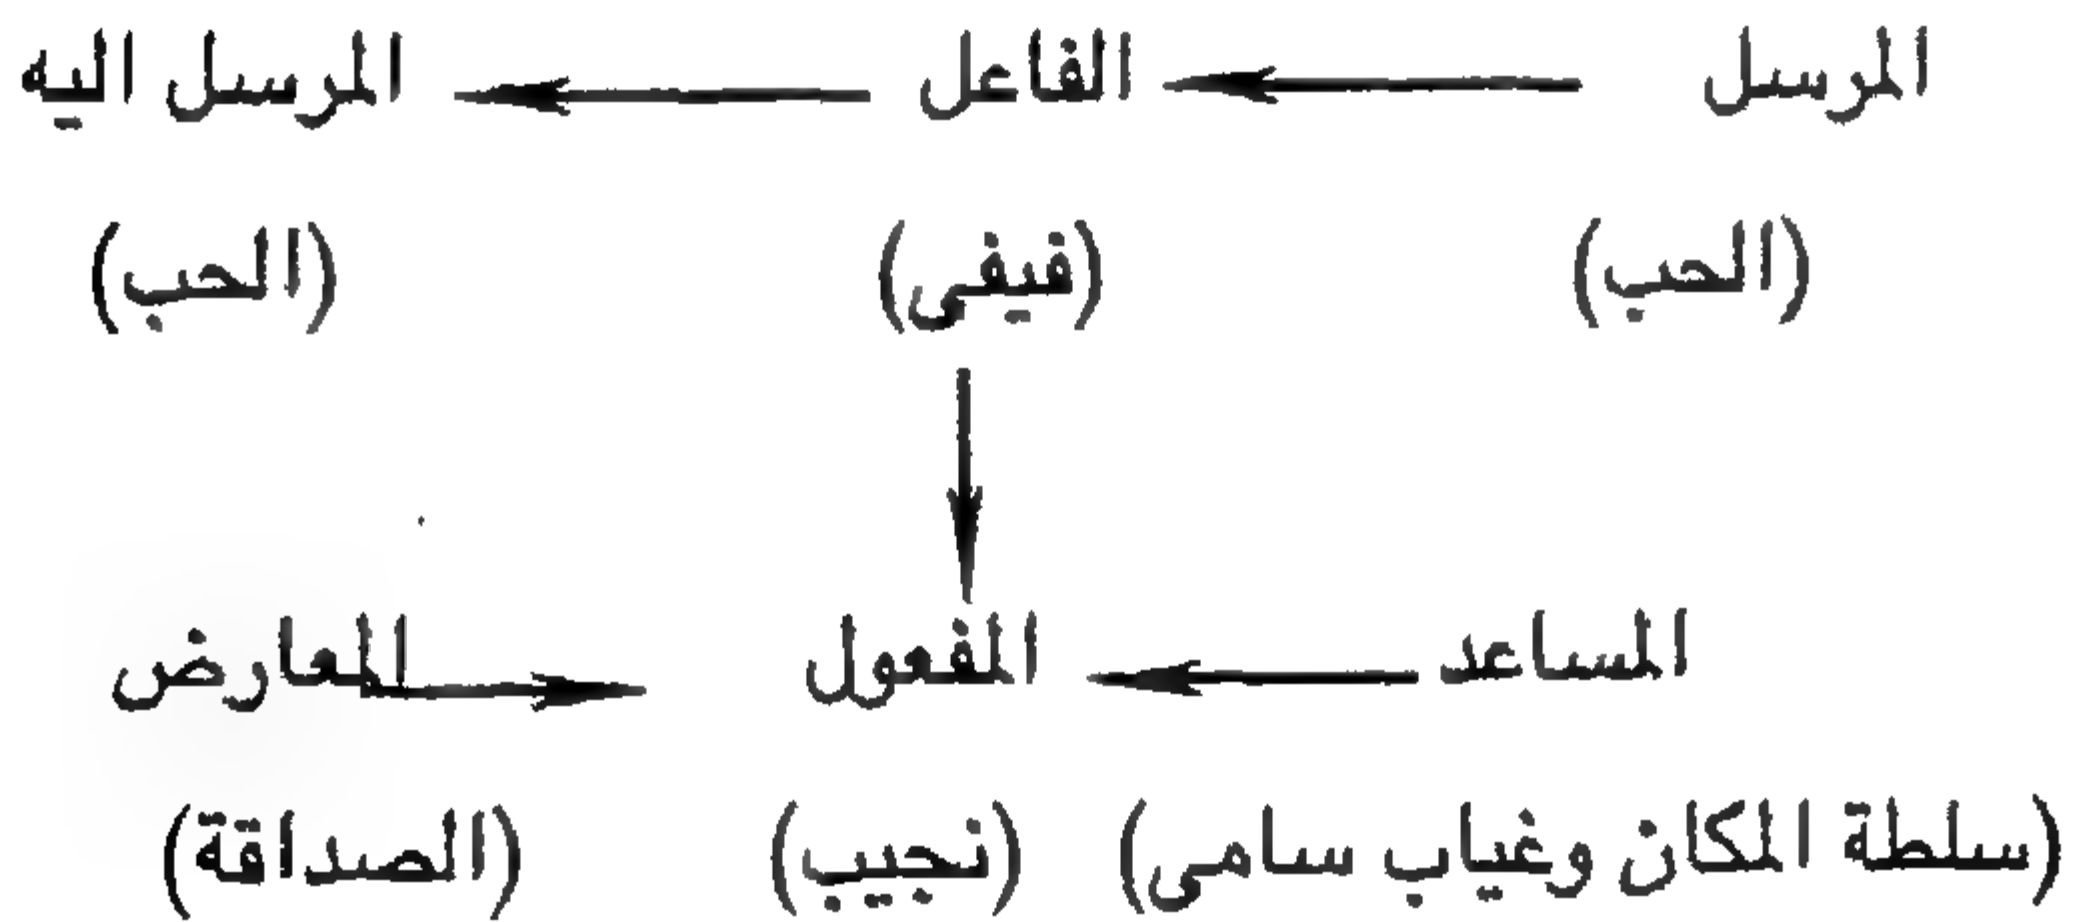 المرسل الفاعل المرسل اليه
(الحب) (فيفى) (الحب)
المساعد المفعول المعارض
(سلطة المكان وغياب سامى) (نجيب) (الصداقة)